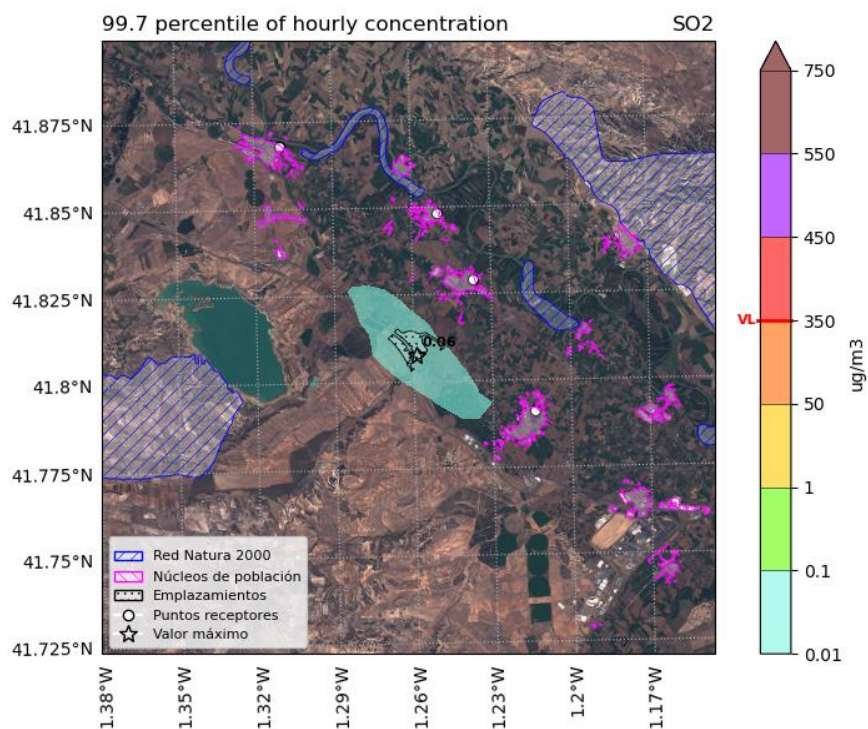 99.7 percentile of hourly concentration SO2
41.875°N
41.85°N
41.825°N
41.8°N
41.775°N
41.75°N
41.725°N
0.06
Red Natura 2000
Núcleos de población
Emplazamientos
Puntos receptores
Valor máximo
1.38°W
1.35°W
1.32°W
1.29°W
1.26°W
1.23°W
1.2°W
1.17°W
750
550
450
VL 350
50
1
0.1
0.01
ug/m3